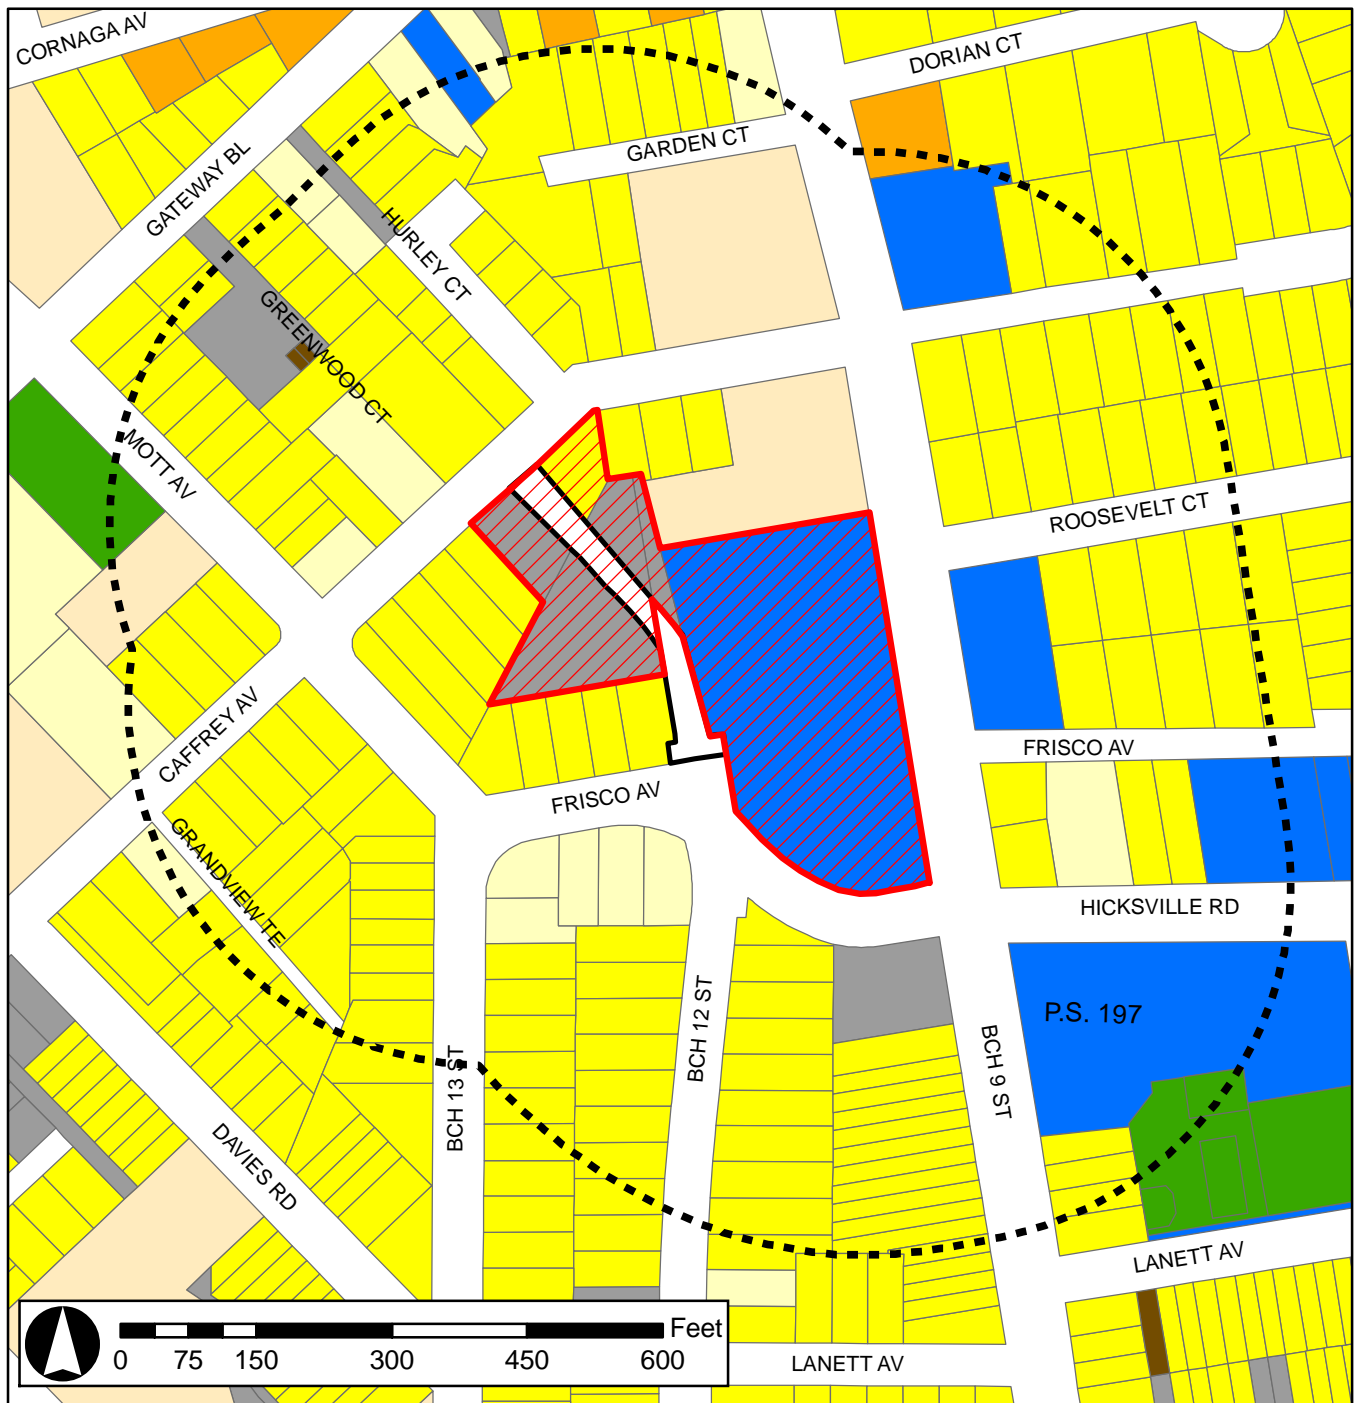 CORNAGA AV
DORIAN CT
GARDEN CT
GATEWAY BL
HURLEY CT
GREENWOOD CT
MOTT AV
ROOSEVELT CT
CAFFREY AV
FRISCO AV
FRISCO AV
GRANDVIEW TE
HICKSVILLE RD
P.S. 197
BCH 12 ST
BCH 9 ST
BCH 13 ST
DAVIES RD
LANETT AV
LANETT AV
Feet
0 75 150 300 450 600